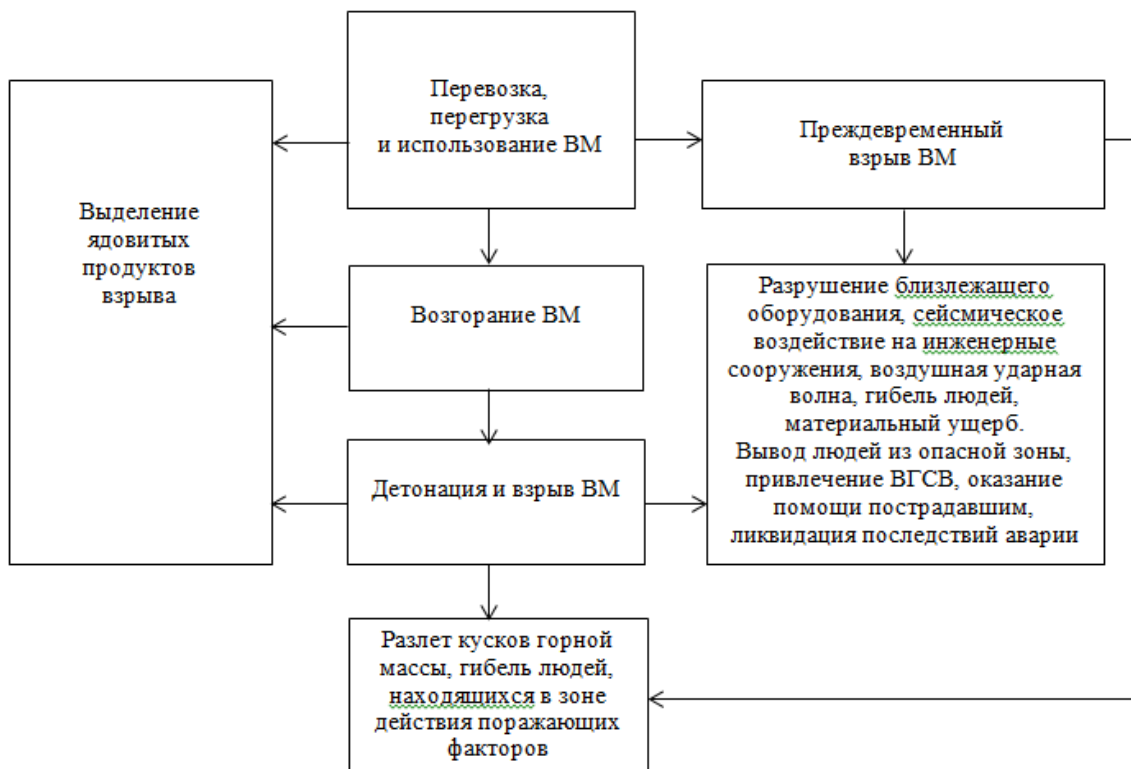 Перевозка,
перегрузка
и использование ВМ
Преждевременный
взрыв ВМ
Выделение
ядовитых
продуктов
взрыва
Возгорание ВМ
Разрушение близлежащего
оборудования, сейсмическое
воздействие на инженерные
сооружения, воздушная ударная
волна, гибель людей,
материальный ущерб.
Вывод людей из опасной зоны,
привлечение ВГСВ, оказание
помощи пострадавшим,
ликвидация последствий аварии
Детонация и взрыв ВМ
Разлет кусков горной
массы, гибель людей,
находящихся в зоне
действия поражающих
факторов